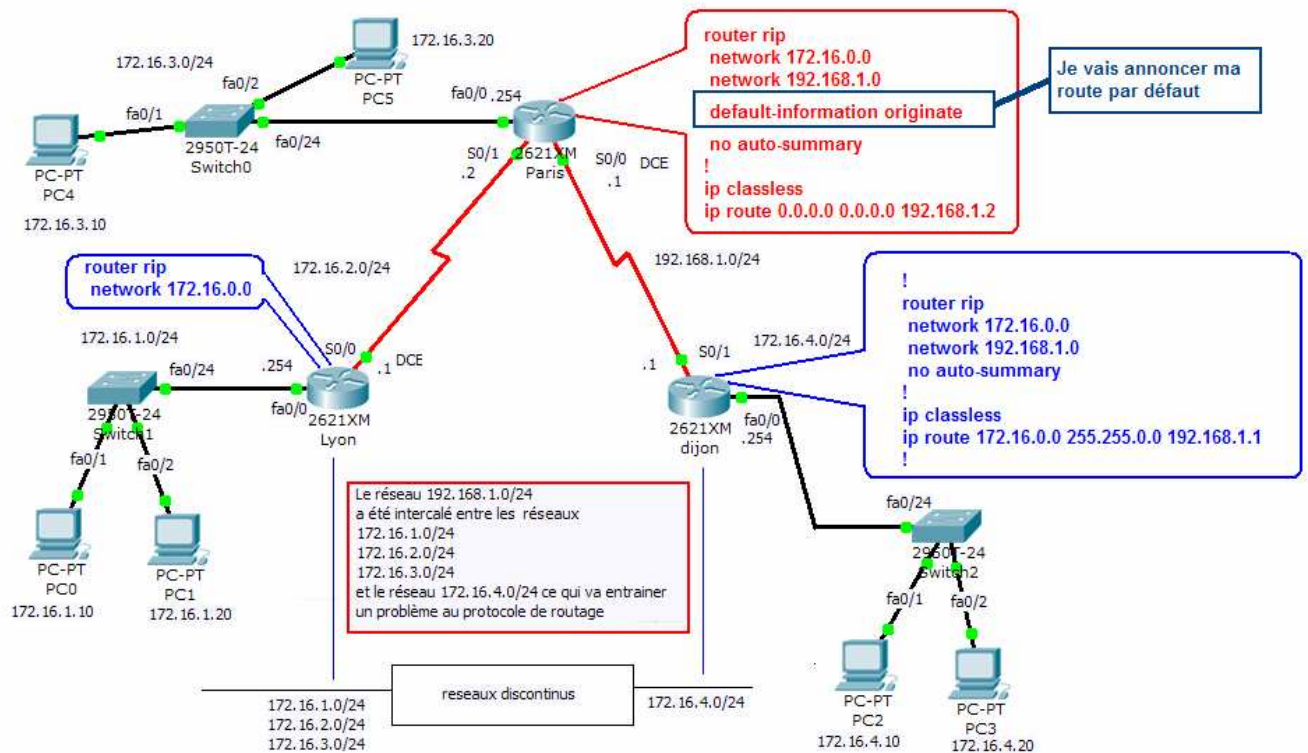 172.16.3.20
172.16.3.0/24
PC-PT
PC5
fa0/2
fa0/1
fa0/24
2950T-24
Switch0
PC-PT
PC4
172.16.3.10
fa0/0
.254
2621XM
Paris
S0/1
.2
S0/0
DCE
.1
router rip
network 172.16.0.0
network 192.168.1.0
default-information originate
no auto-summary
!
ip classless
ip route 0.0.0.0 0.0.0.0 192.168.1.2
Je vais annoncer ma
route par défaut
router rip
network 172.16.0.0
172.16.2.0/24
192.168.1.0/24
172.16.1.0/24
fa0/24
.254
S0/0
.1
DCE
fa0/0
2621XM
Lyon
2950T-24
Switch1
fa0/1
fa0/2
PC-PT
PC0
172.16.1.10
PC-PT
PC1
172.16.1.20
172.16.4.0/24
S0/1
.1
fa0/0
.254
2621XM
dijon
!
router rip
network 172.16.0.0
network 192.168.1.0
no auto-summary
!
ip classless
ip route 172.16.0.0 255.255.0.0 192.168.1.1
!
Le réseau 192.168.1.0/24
a été intercalé entre les réseaux
172.16.1.0/24
172.16.2.0/24
172.16.3.0/24
et le réseau 172.16.4.0/24 ce qui va entrainer
un problème au protocole de routage
fa0/24
2950T-24
Switch2
fa0/1
fa0/2
PC-PT
PC2
172.16.4.10
PC-PT
PC3
172.16.4.20
reseaux discontinus
172.16.1.0/24
172.16.2.0/24
172.16.3.0/24
172.16.4.0/24